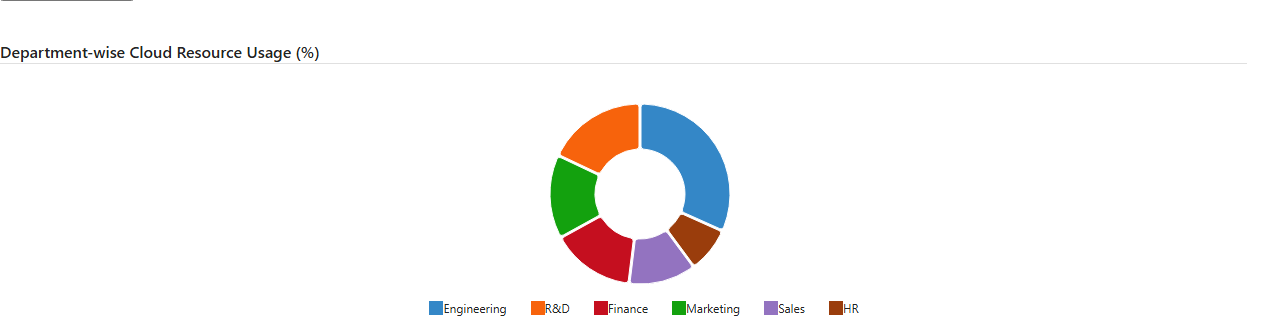 Department-wise Cloud Resource Usage (%)
Engineering R&D Finance Marketing Sales HR